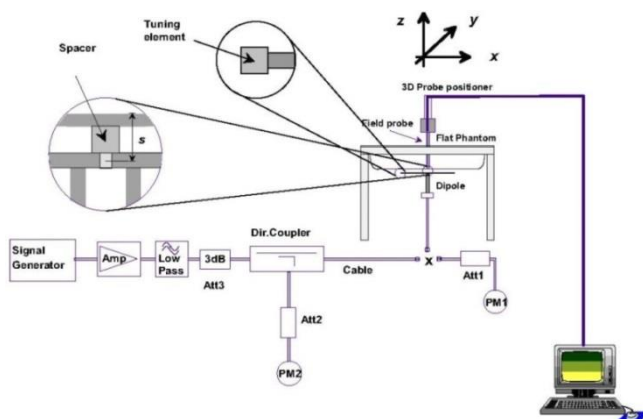 Tuning
element
Spacer
s
z
y
x
3D Probe positioner
Field probe
Flat Phantom
Dipole
Signal
Generator
Amp
Low
Pass
3dB
Att3
Dir.Coupler
Cable
x
Att1
PM1
Att2
PM2